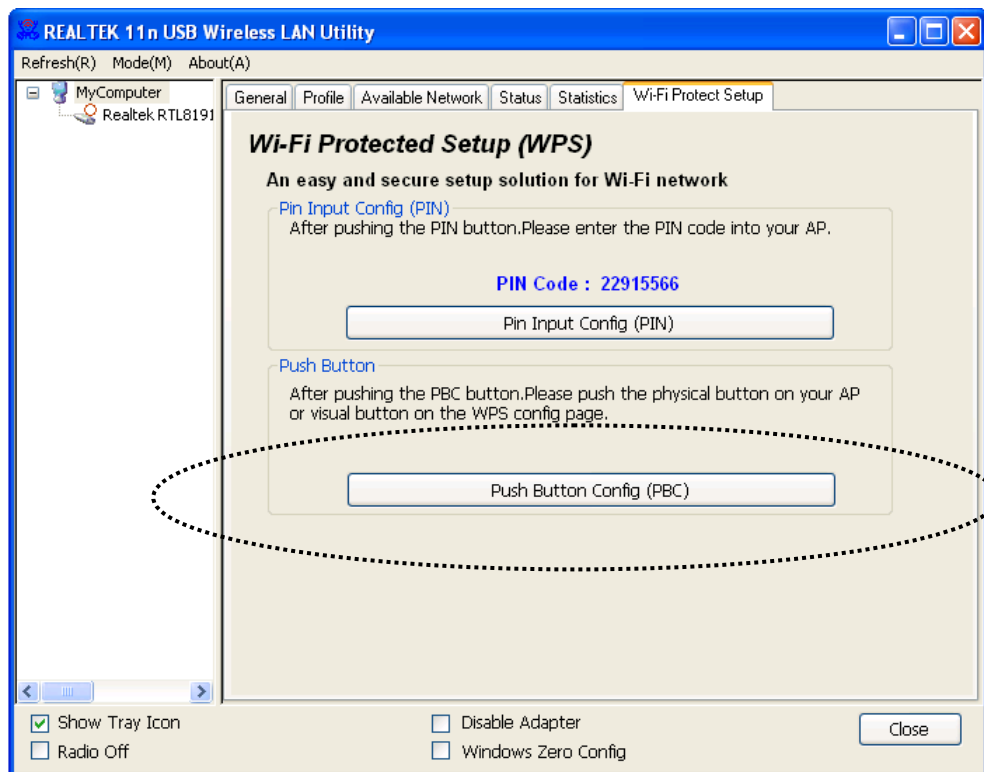 REALTEK 11n USB Wireless LAN Utility
Refresh(R) Mode(M) About(A)
MyComputer
Realtek RTL8191
General Profile Available Network Status Statistics Wi-Fi Protect Setup
Wi-Fi Protected Setup (WPS)
An easy and secure setup solution for Wi-Fi network
Pin Input Config (PIN)
After pushing the PIN button.Please enter the PIN code into your AP.
PIN Code : 22915566
Pin Input Config (PIN)
Push Button
After pushing the PBC button.Please push the physical button on your AP
or visual button on the WPS config page.
Push Button Config (PBC)
Show Tray Icon
Disable Adapter
Close
Radio Off
Windows Zero Config